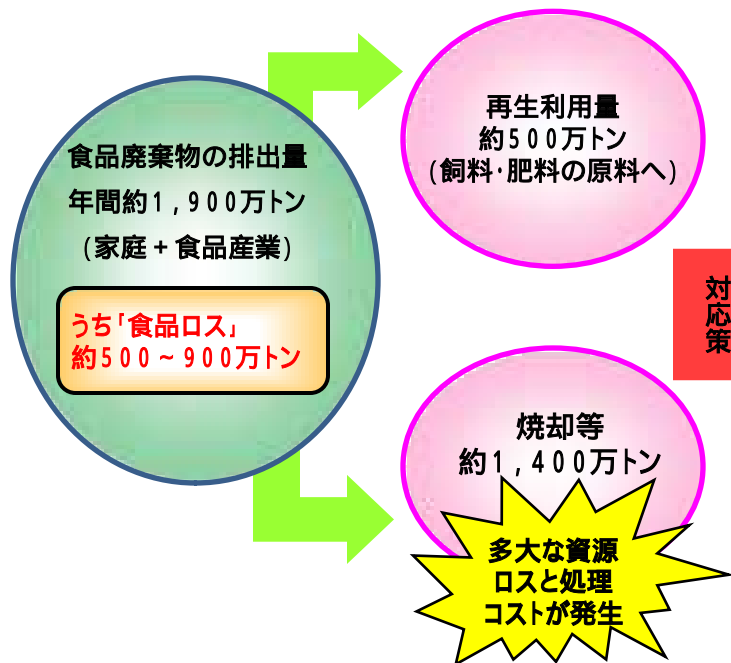 食品廃棄物の排出量
年間約1,900万トン
(家庭+食品産業)
うち「食品ロス」
約500~900万トン
再生利用量
約500万トン
(飼料・肥料の原料へ)
対応策
焼却等
約1,400万トン
多大な資源
ロスと処理
コストが発生